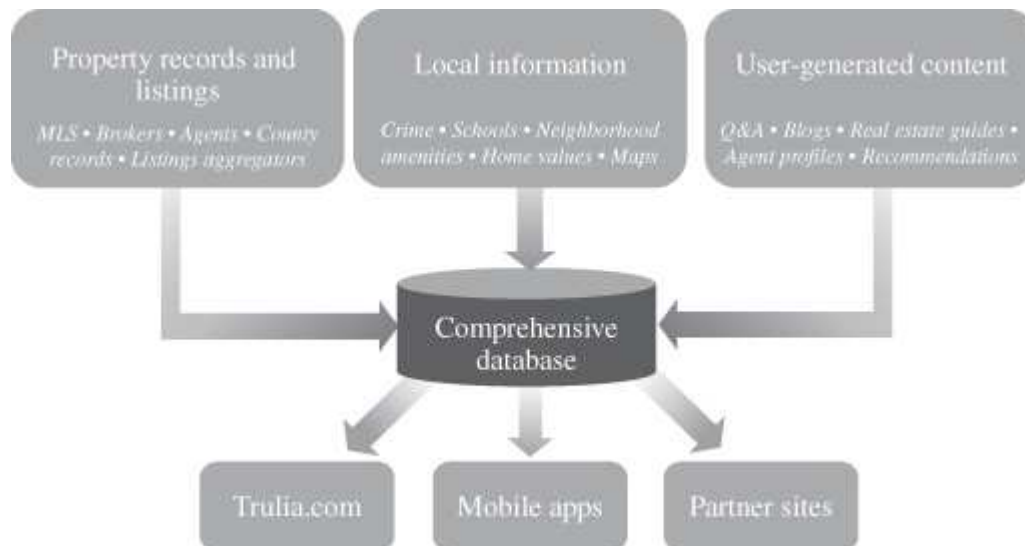 Property records and
listings
MLS • Brokers • Agents • County
records • Listings aggregators
Local information
Crime • Schools • Neighborhood
amenities • Home values • Maps
User-generated content
Q&A • Blogs • Real estate guides •
Agent profiles • Recommendations
Comprehensive
database
Trulia.com
Mobile apps
Partner sites